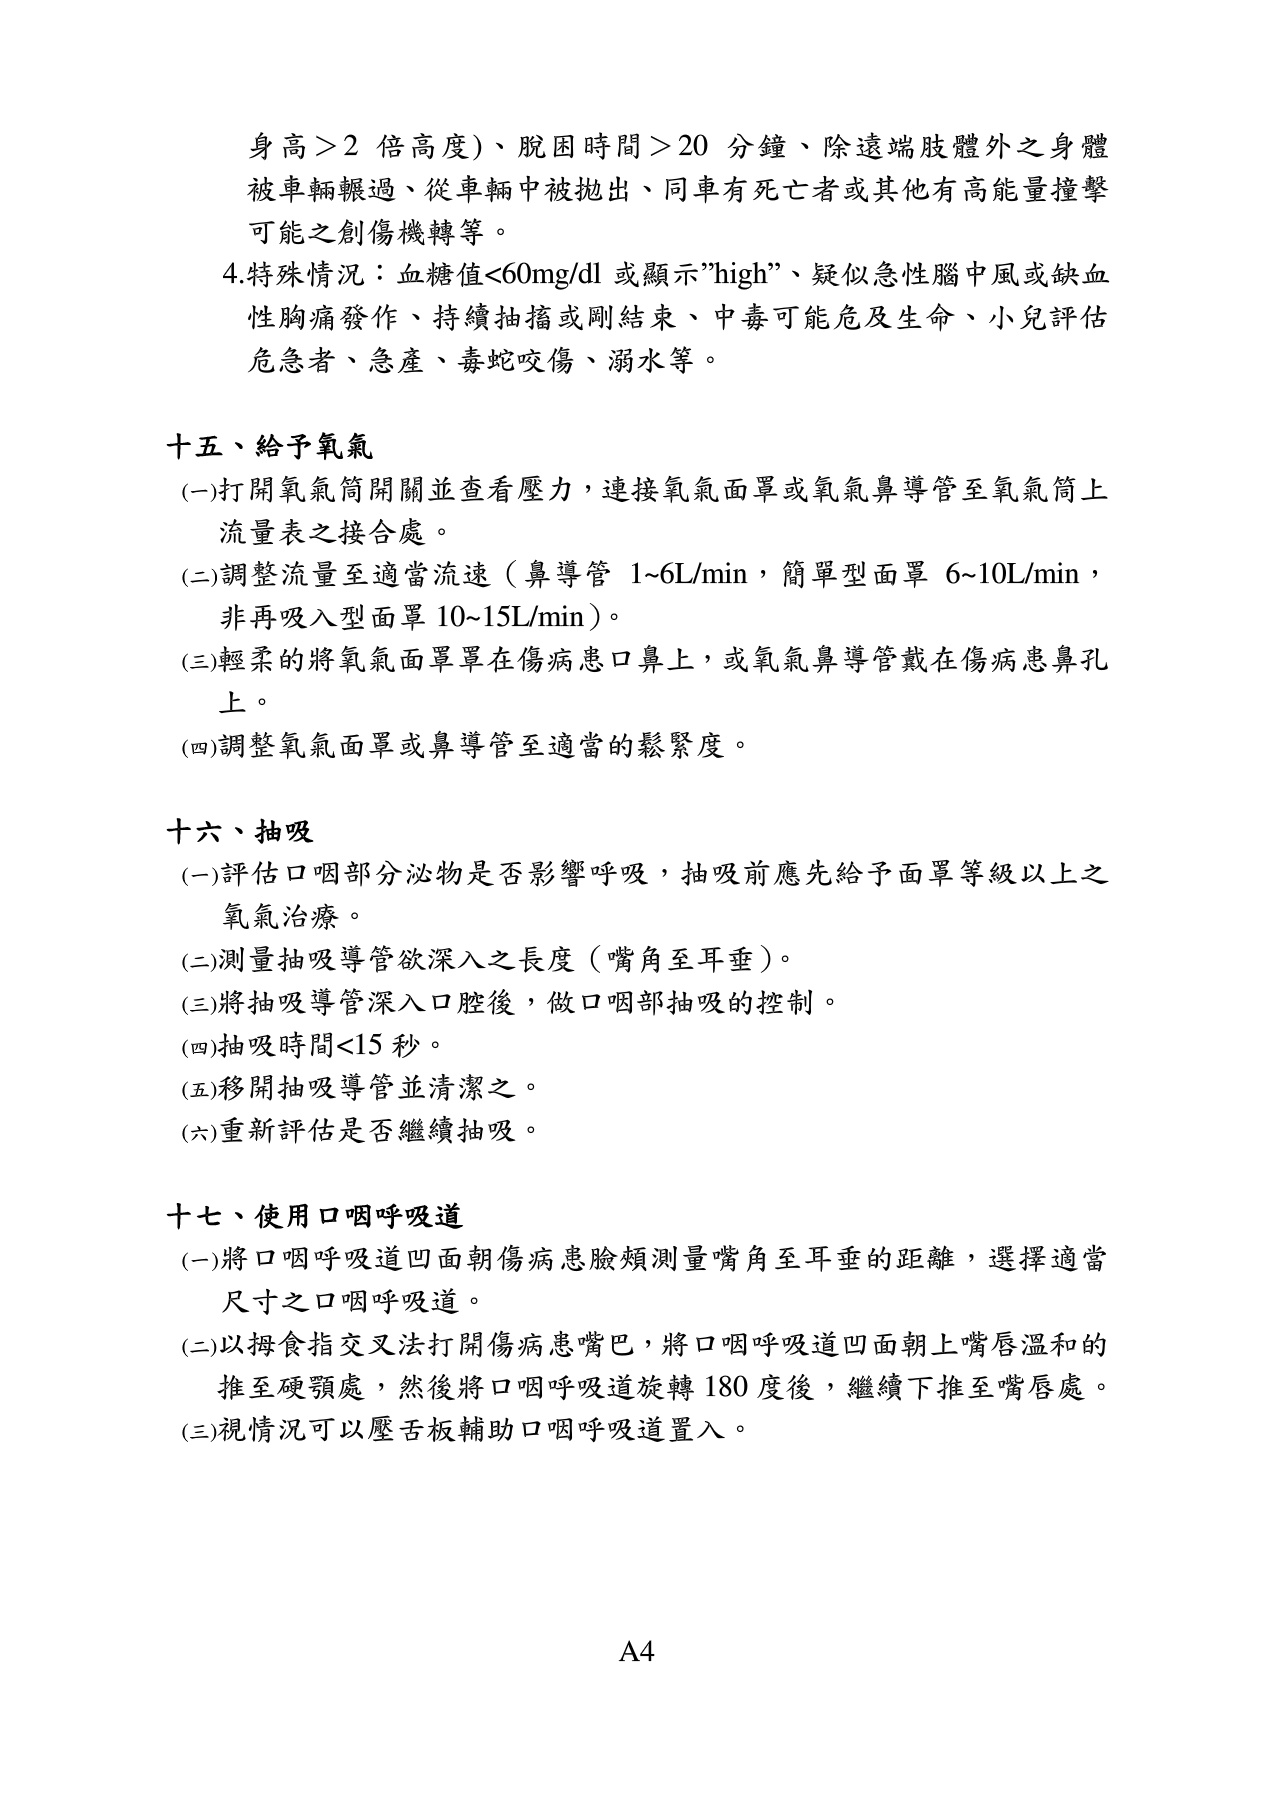 身高＞2 倍高度)、脫困時間＞20 分鐘、除遠端肢體外之身體
被車輛輾過、從車輛中被拋出、同車有死亡者或其他有高能量撞擊
可能之創傷機轉等。
4.特殊情況：血糖值<60mg/dl 或顯示”high”、疑似急性腦中風或缺血
性胸痛發作、持續抽搐或剛結束、中毒可能危及生命、小兒評估
危急者、急產、毒蛇咬傷、溺水等。
十五、給予氧氣
(一)打開氧氣筒開關並查看壓力，連接氧氣面罩或氧氣鼻導管至氧氣筒上
流量表之接合處。
(二)調整流量至適當流速（鼻導管 1~6L/min，簡單型面罩 6~10L/min，
非再吸入型面罩 10~15L/min）。
(三)輕柔的將氧氣面罩罩在傷病患口鼻上，或氧氣鼻導管戴在傷病患鼻孔
上。
(四)調整氧氣面罩或鼻導管至適當的鬆緊度。
十六、抽吸
(一)評估口咽部分泌物是否影響呼吸，抽吸前應先給予面罩等級以上之
氧氣治療。
(二)測量抽吸導管欲深入之長度（嘴角至耳垂）。
(三)將抽吸導管深入口腔後，做口咽部抽吸的控制。
(四)抽吸時間<15 秒。
(五)移開抽吸導管並清潔之。
(六)重新評估是否繼續抽吸。
十七、使用口咽呼吸道
(一)將口咽呼吸道凹面朝傷病患臉頰測量嘴角至耳垂的距離，選擇適當
尺寸之口咽呼吸道。
(二)以拇食指交叉法打開傷病患嘴巴，將口咽呼吸道凹面朝上嘴唇溫和的
推至硬顎處，然後將口咽呼吸道旋轉 180 度後，繼續下推至嘴唇處。
(三)視情況可以壓舌板輔助口咽呼吸道置入。
A4